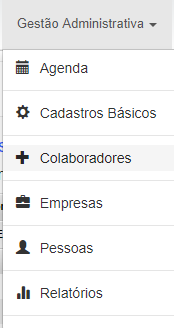 Gestão Administrativa
Agenda
Cadastros Básicos
Colaboradores
Empresas
Pessoas
Relatórios